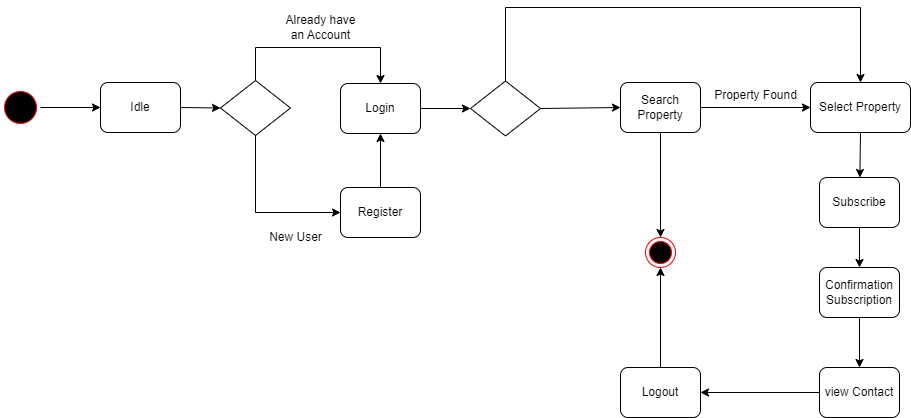 Already have
an Account
Idle
Login
Search
Property
Property Found
Select Property
Register
New User
Subscribe
Confirmation
Subscription
Logout
view Contact